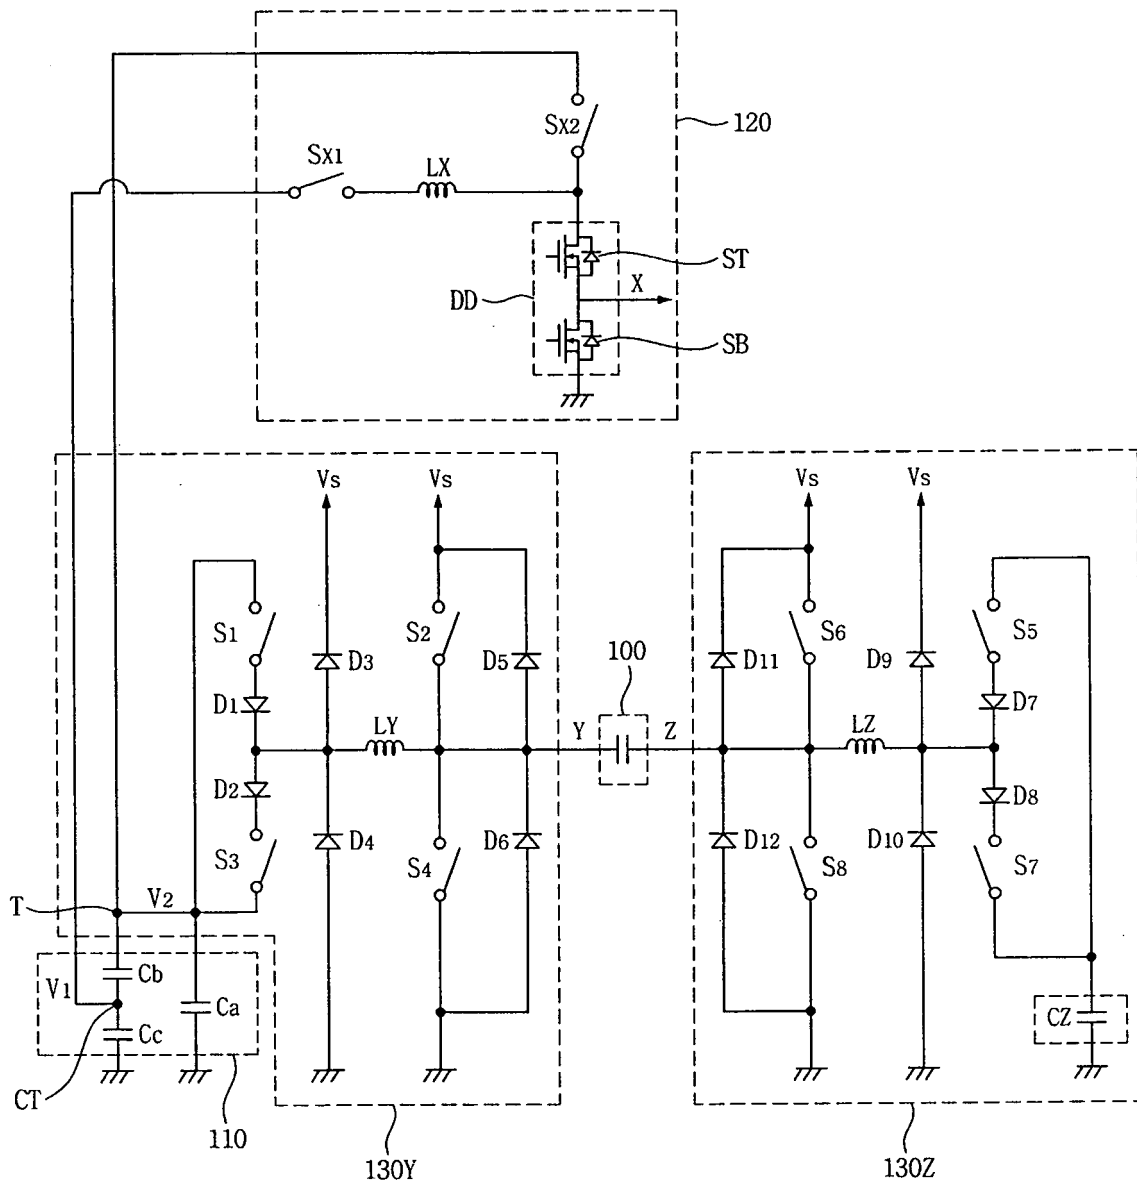 120
SX2
SX1
LX
ST
X
DD
SB
Vs
Vs
Vs
Vs
S1
S2
S6
S5
D3
D5
100
D11
D9
D1
D7
LY
Y
Z
LZ
D2
D8
S3
D4
S4
D6
D12
S8
D10
S7
T
V2
V1
Cb
Ca
Cc
CZ
CT
110
130Y
130Z